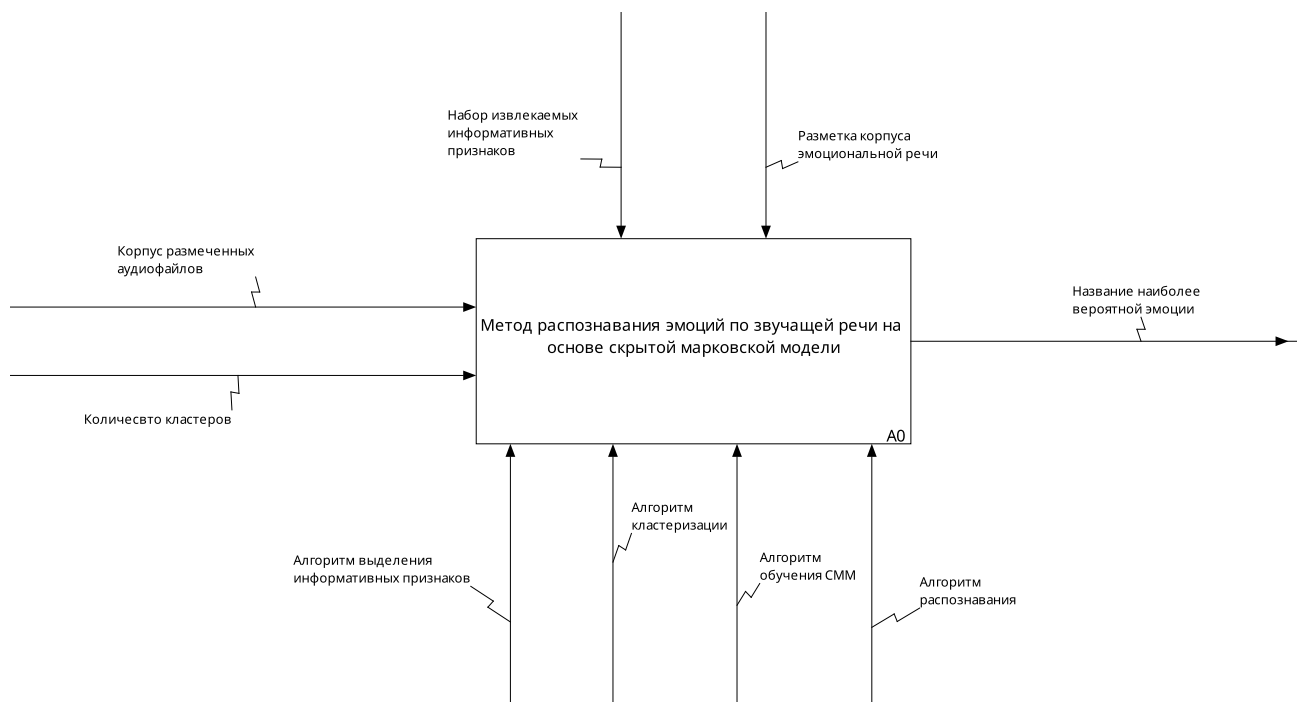 Набор извлекаемых
информативных
признаков
Разметка корпуса
эмоциональной речи
Корпус размеченных
аудиофайлов
Название наиболее
вероятной эмоции
Метод распознавания эмоций по звучащей речи на
основе скрытой марковской модели
Количесвто кластеров
A0
Алгоритм
кластеризации
Алгоритм выделения
информативных признаков
Алгоритм
обучения СММ
Алгоритм
распознавания